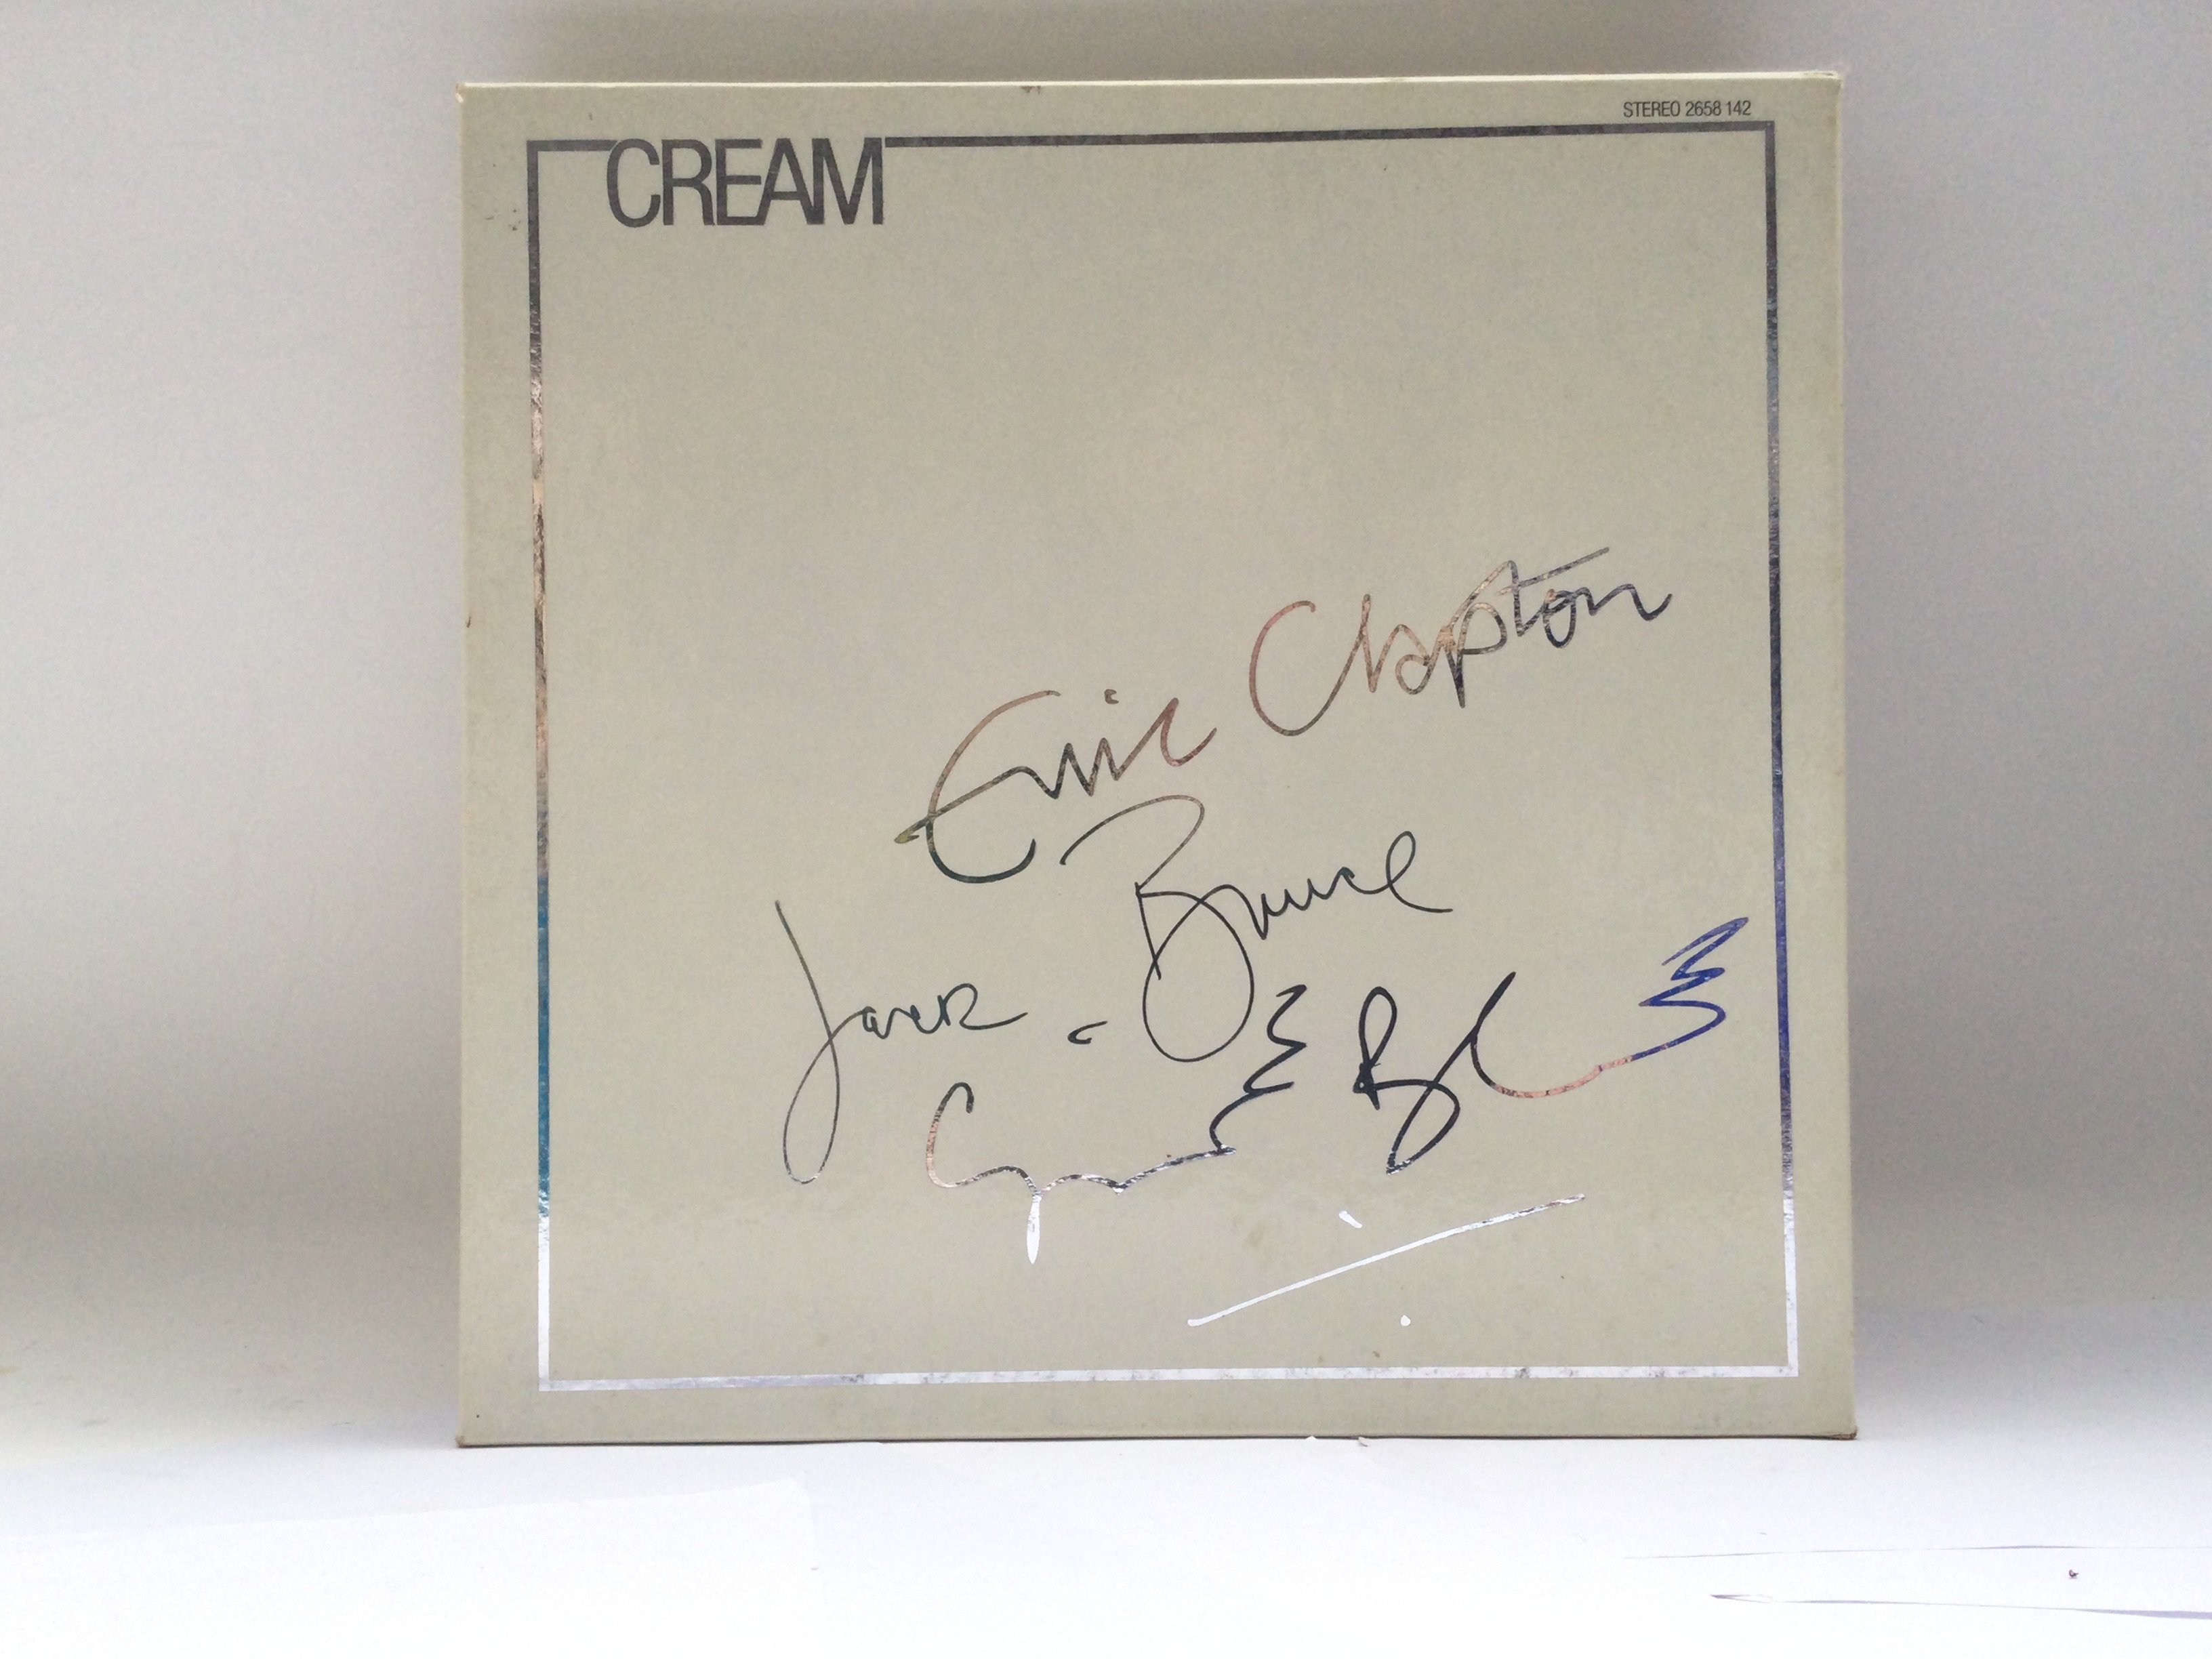 STEREO 2658 142
CREAM
Eric Clapton
Jack Bruce